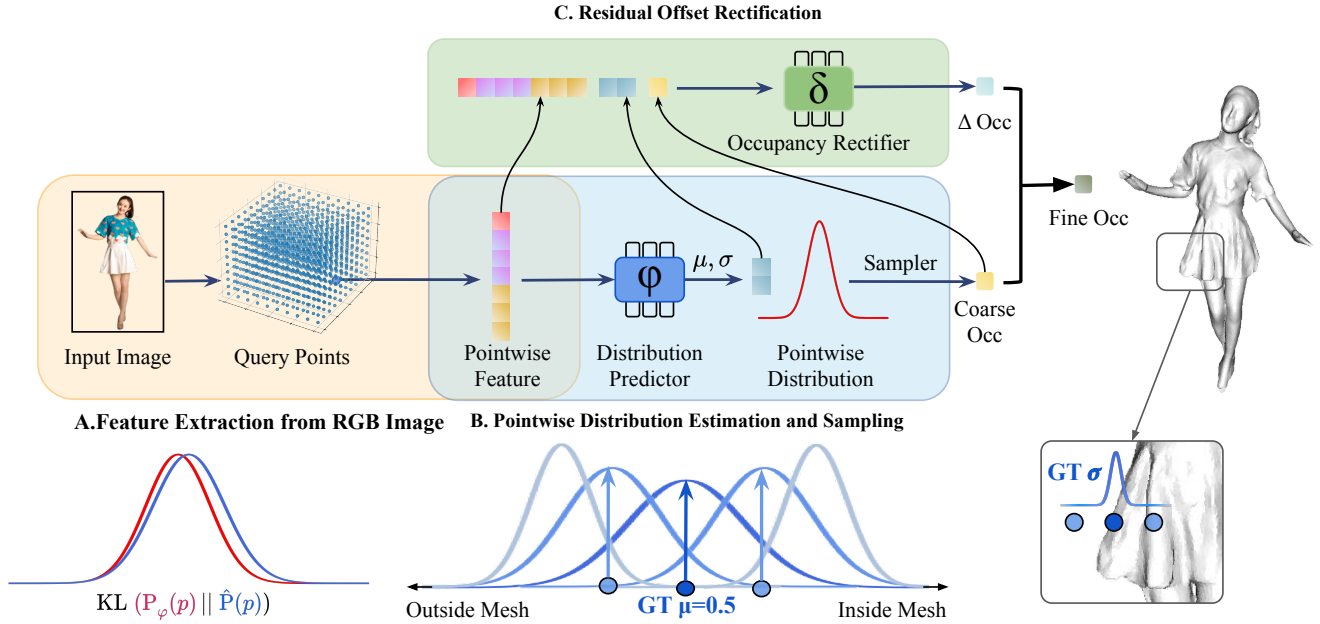 C. Residual Offset Rectification
δ
Occupancy Rectifier
Δ Occ
Fine Occ
φ
μ, σ
Sampler
Coarse
Occ
Input Image
Query Points
Pointwise
Feature
Distribution
Predictor
Pointwise
Distribution
A.Feature Extraction from RGB Image
B. Pointwise Distribution Estimation and Sampling
GT σ
KL (Pφ(p) || P̂(p))
Outside Mesh
GT μ=0.5
Inside Mesh